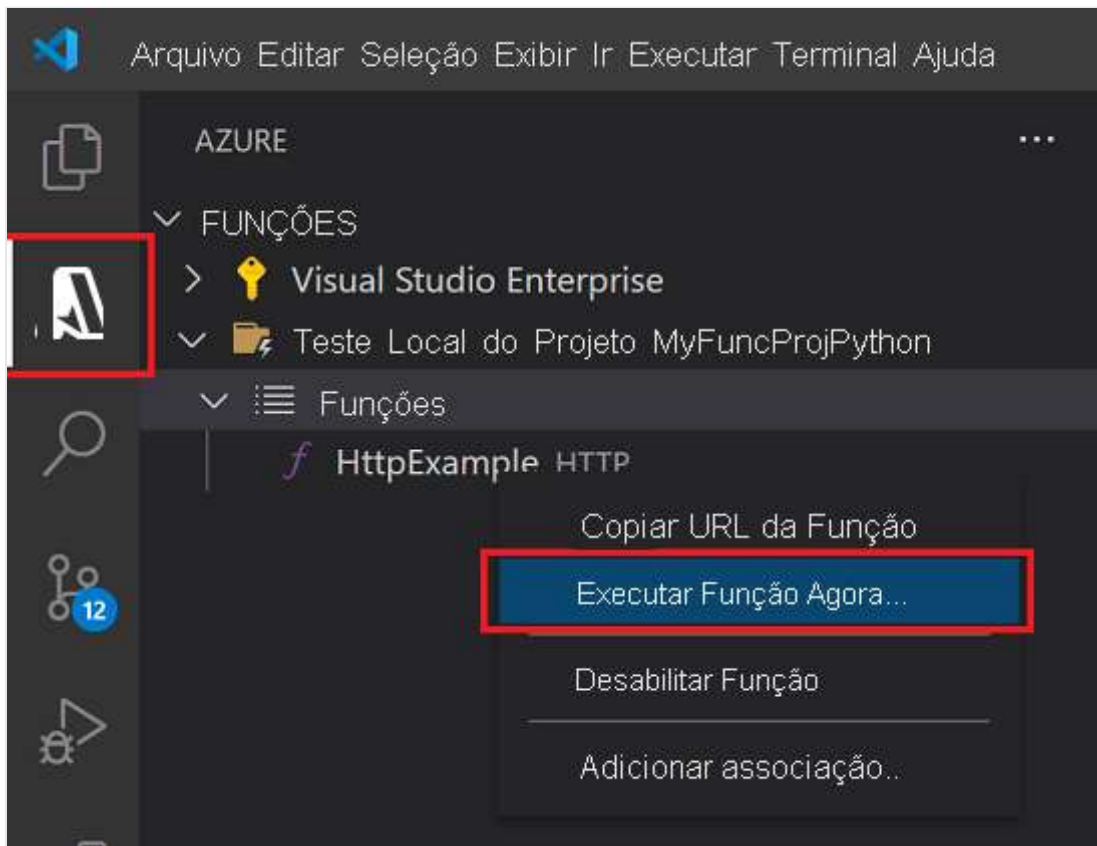 Arquivo Editar Seleção Exibir Ir Executar Terminal Ajuda
AZURE
FUNÇÕES
Visual Studio Enterprise
Teste Local do Projeto MyFuncProjPython
Funções
HttpExample HTTP
Copiar URL da Função
Executar Função Agora...
12
Desabilitar Função
Adicionar associação..